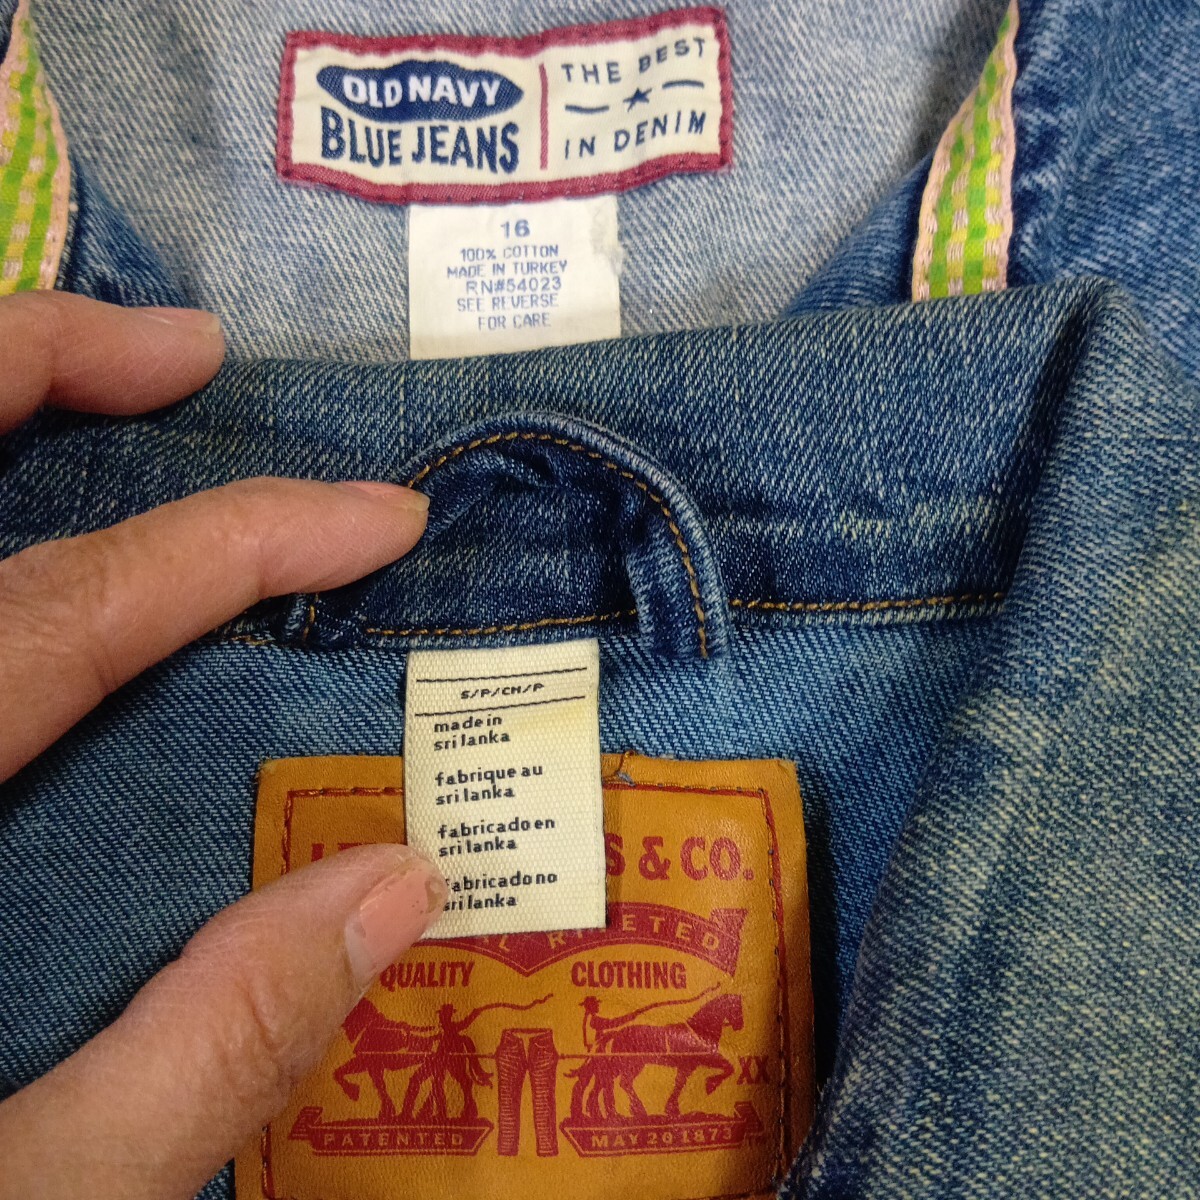 OLD NAVY
BLUE JEANS
THE BEST
IN DENIM
16
100% COTTON
MADE IN TURKEY
RN#54023
SEE REVERSE
FOR CARE
S/P/CH/P
made in
sri lanka
fabriqué au
sri lanka
fabricado en
sri lanka
fabricado no
sri lanka
S & CO.
QUALITY CLOTHING
XX
PATENTED MAY 20 1873